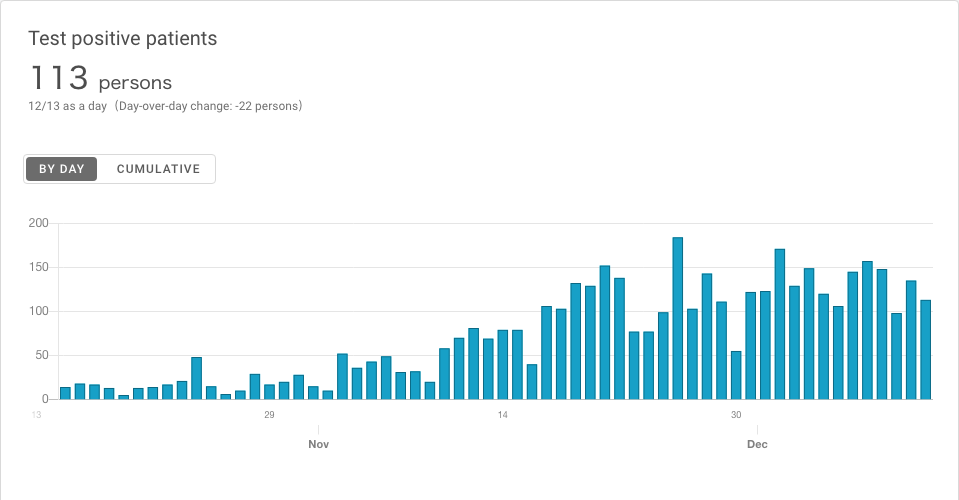 Test positive patients
113 persons
12/13 as a day (Day-over-day change: -22 persons)
BY DAY CUMULATIVE
200
150
100
50
0
13 29 14 30
Nov Dec